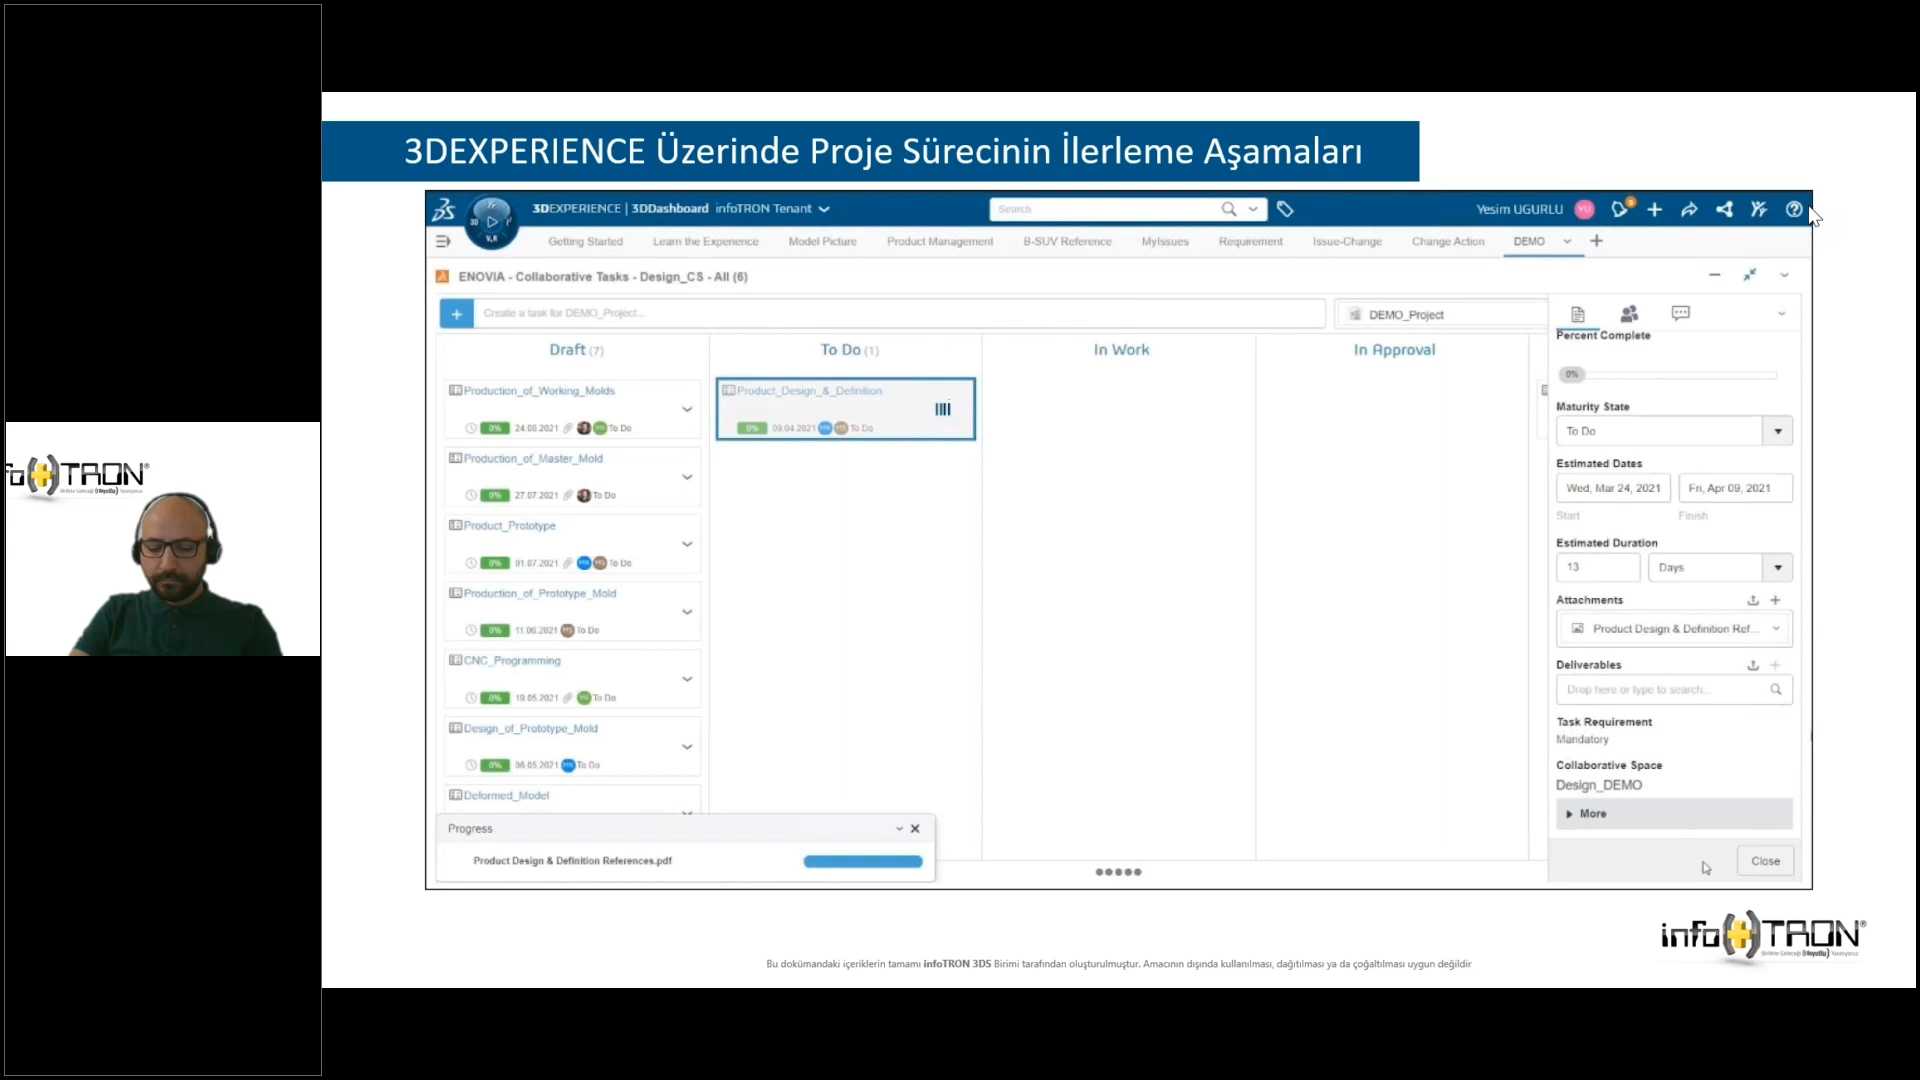 3DEXPERIENCE Üzerinde Proje Sürecinin İlerleme Aşamaları
3DEXPERIENCE | 3DDashboard infoTRON Tenant
Search
Yesim UGURLU
Getting Started
Learn the Experience
Model Picture
Product Management
B-SUV Reference
MyIssues
Requirement
Issue-Change
Change Action
DEMO
ENOVIA - Collaborative Tasks - Design_CS - All (6)
Create a task for DEMO_Project...
DEMO_Project
Draft (7)
Production_of_Working_Molds
0% 24.08.2021 To Do
Production_of_Master_Mold
0% 27.07.2021 To Do
Product_Prototype
0% 01.07.2021 To Do
Production_of_Prototype_Mold
0% 11.06.2021 To Do
CNC_Programming
0% 19.05.2021 To Do
Design_of_Prototype_Mold
0% 06.05.2021 To Do
Deformed_Model
To Do (1)
Product_Design_&_Definition
0% 09.04.2021 To Do
In Work
In Approval
Percent Complete
0%
Maturity State
To Do
Estimated Dates
Wed, Mar 24, 2021
Fri, Apr 09, 2021
Start
Finish
Estimated Duration
13
Days
Attachments
Product Design & Definition Ref...
Deliverables
Drop here or type to search...
Task Requirement
Mandatory
Collaborative Space
Design_DEMO
More
Close
Progress
Product Design & Definition References.pdf
infoTRON
Bu dokümandaki içeriklerin tamamı infoTRON 3DS Birimi tarafından oluşturulmuştur. Amacının dışında kullanılması, dağıtılması ya da çoğaltılması uygun değildir